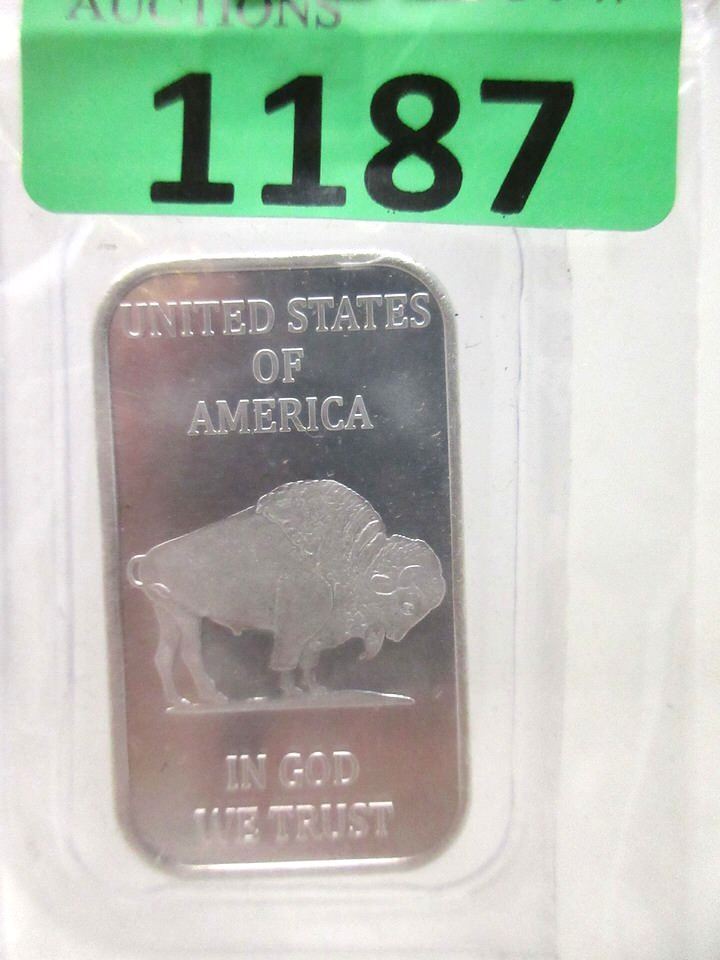 AUCTIONS
1187
UNITED STATES
OF
AMERICA
IN GOD
WE TRUST